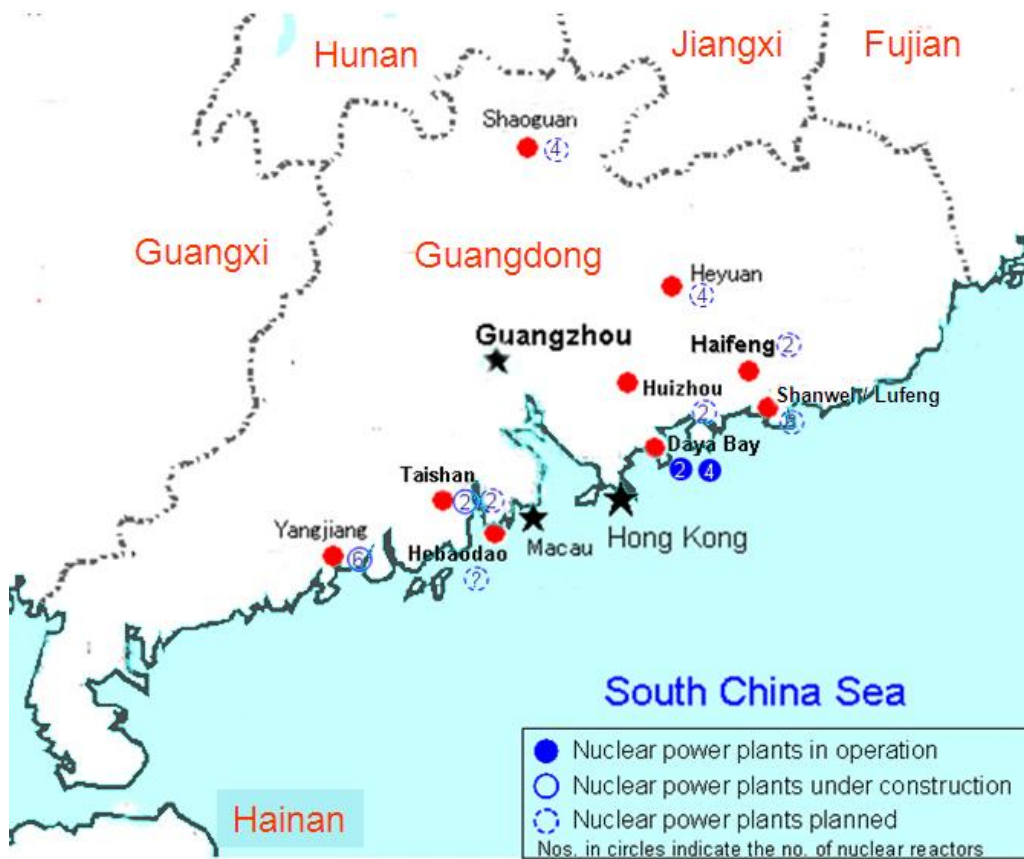 Hunan
Jiangxi
Fujian
Shaoguan
4
Guangxi
Guangdong
Heyuan
4
Guangzhou
Haifeng 2
Huizhou
2
Shanwei / Lufeng
Daya Bay
2 4
Taishan
2 2
Yangjiang
6
Hebaodao
?
Macau
Hong Kong
South China Sea
Nuclear power plants in operation
Nuclear power plants under construction
Nuclear power plants planned
Nos. in circles indicate the no. of nuclear reactors
Hainan